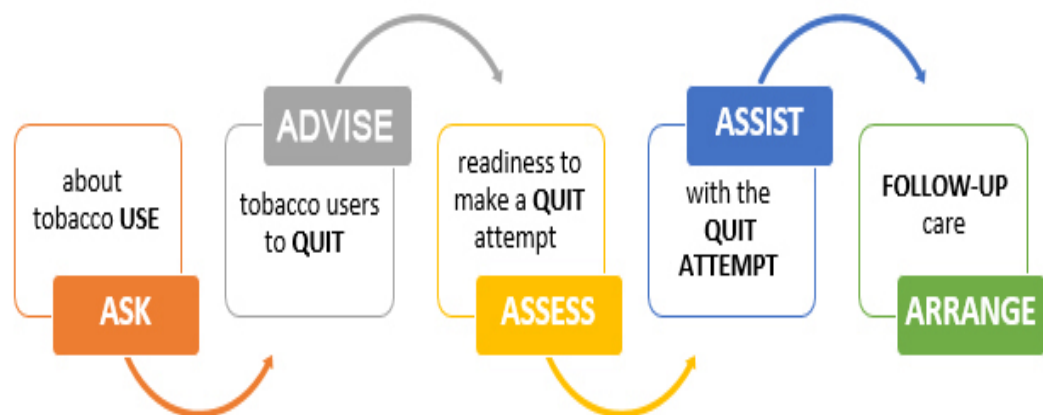 about
tobacco USE
ASK
ADVISE
tobacco users
to QUIT
readiness to
make a QUIT
attempt
ASSESS
ASSIST
with the
QUIT
ATTEMPT
FOLLOW-UP
care
ARRANGE